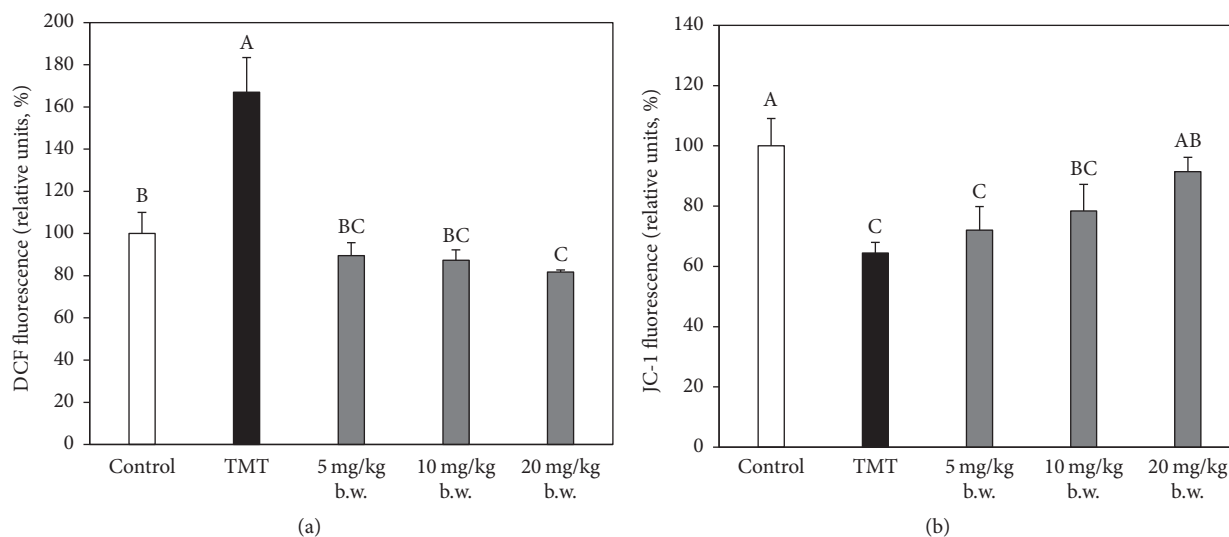 DCF fluorescence (relative units, %)
200
180
160
140
120
100
80
60
40
20
0
B
A
BC
BC
C
Control
TMT
5 mg/kg
b.w.
10 mg/kg
b.w.
20 mg/kg
b.w.
(a)
JC-1 fluorescence (relative units, %)
140
120
100
80
60
40
20
0
A
C
C
BC
AB
Control
TMT
5 mg/kg
b.w.
10 mg/kg
b.w.
20 mg/kg
b.w.
(b)